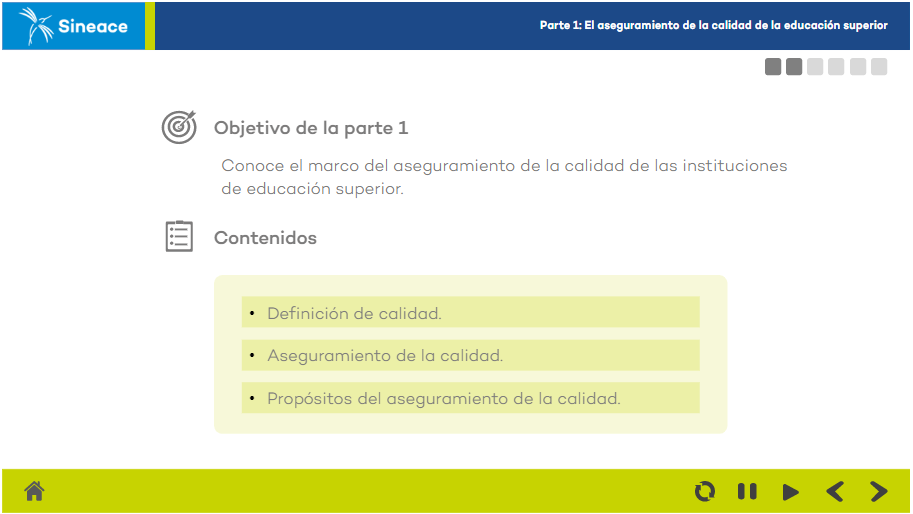 Sineace
Parte 1: El aseguramiento de la calidad de la educación superior
Objetivo de la parte 1
Conoce el marco del aseguramiento de la calidad de las instituciones
de educación superior.
Contenidos
• Definición de calidad.
• Aseguramiento de la calidad.
• Propósitos del aseguramiento de la calidad.